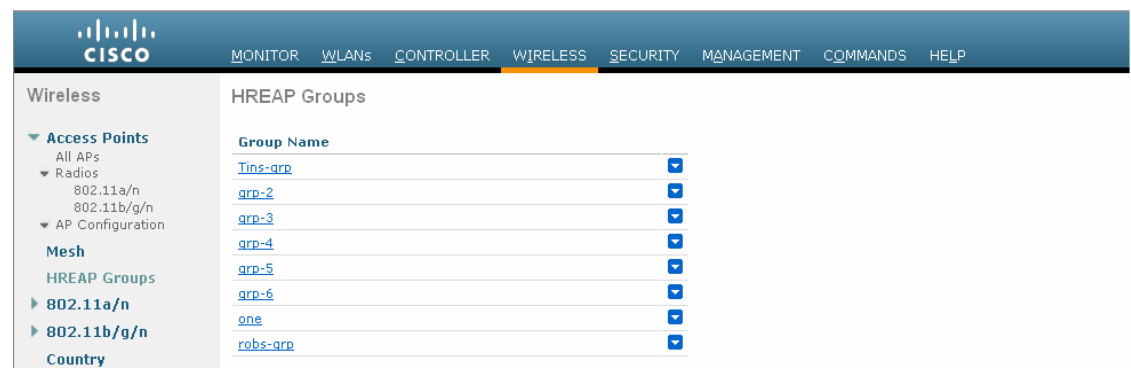 CISCO
MONITOR WLANs CONTROLLER WIRELESS SECURITY MANAGEMENT COMMANDS HELP
Wireless
Access Points
All APs
Radios
802.11a/n
802.11b/g/n
AP Configuration
Mesh
HREAP Groups
802.11a/n
802.11b/g/n
Country
HREAP Groups
Group Name
Tins-grp
grp-2
grp-3
grp-4
grp-5
grp-6
one
robs-grp